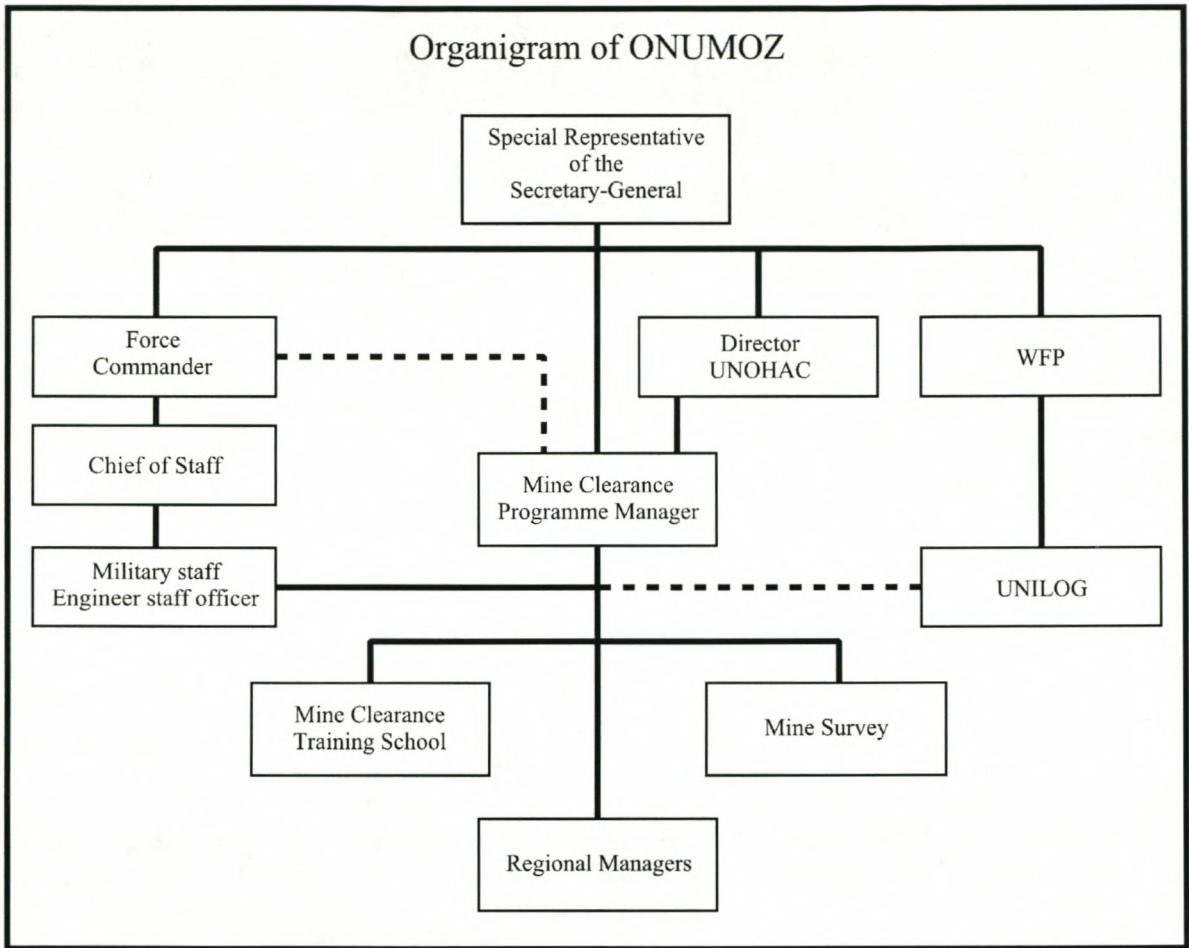 Organigram of ONUMOZ
Special Representative
of the
Secretary-General
Force
Commander
Director
UNOHAC
WFP
Chief of Staff
Mine Clearance
Programme Manager
Military staff
Engineer staff officer
UNILOG
Mine Clearance
Training School
Mine Survey
Regional Managers